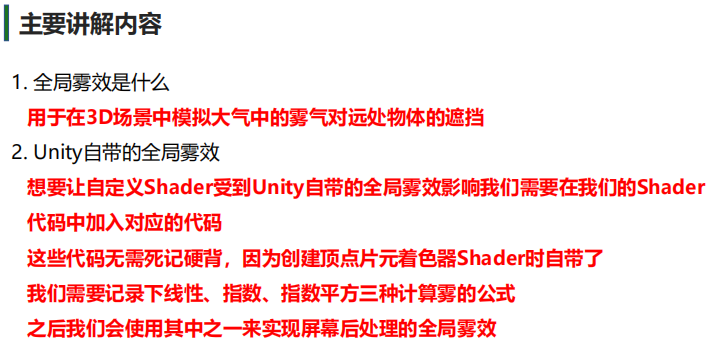 主要讲解内容
1. 全局雾效是什么
用于在3D场景中模拟大气中的雾气对远处物体的遮挡
2. Unity自带的全局雾效
想要让自定义Shader受到Unity自带的全局雾效影响我们需要在我们的Shader
代码中加入对应的代码
这些代码无需死记硬背，因为创建顶点片元着色器Shader时自带了
我们需要记录下线性、指数、指数平方三种计算雾的公式
之后我们会使用其中之一来实现屏幕后处理的全局雾效